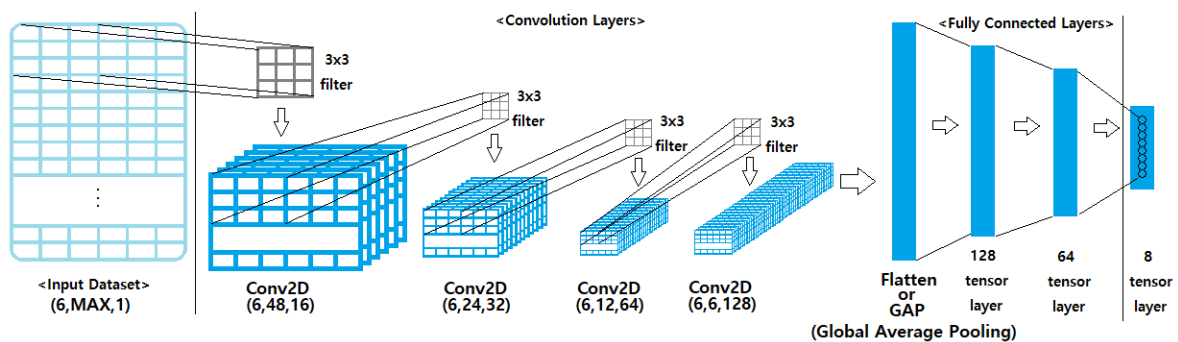 <Convolution Layers>
<Fully Connected Layers>
3x3
filter
3x3
filter
3x3
filter
3x3
filter
⋮
<Input Dataset>
(6,MAX,1)
Conv2D
(6,48,16)
Conv2D
(6,24,32)
Conv2D
(6,12,64)
Conv2D
(6,6,128)
Flatten
or
GAP
(Global Average Pooling)
128
tensor
layer
64
tensor
layer
8
tensor
layer